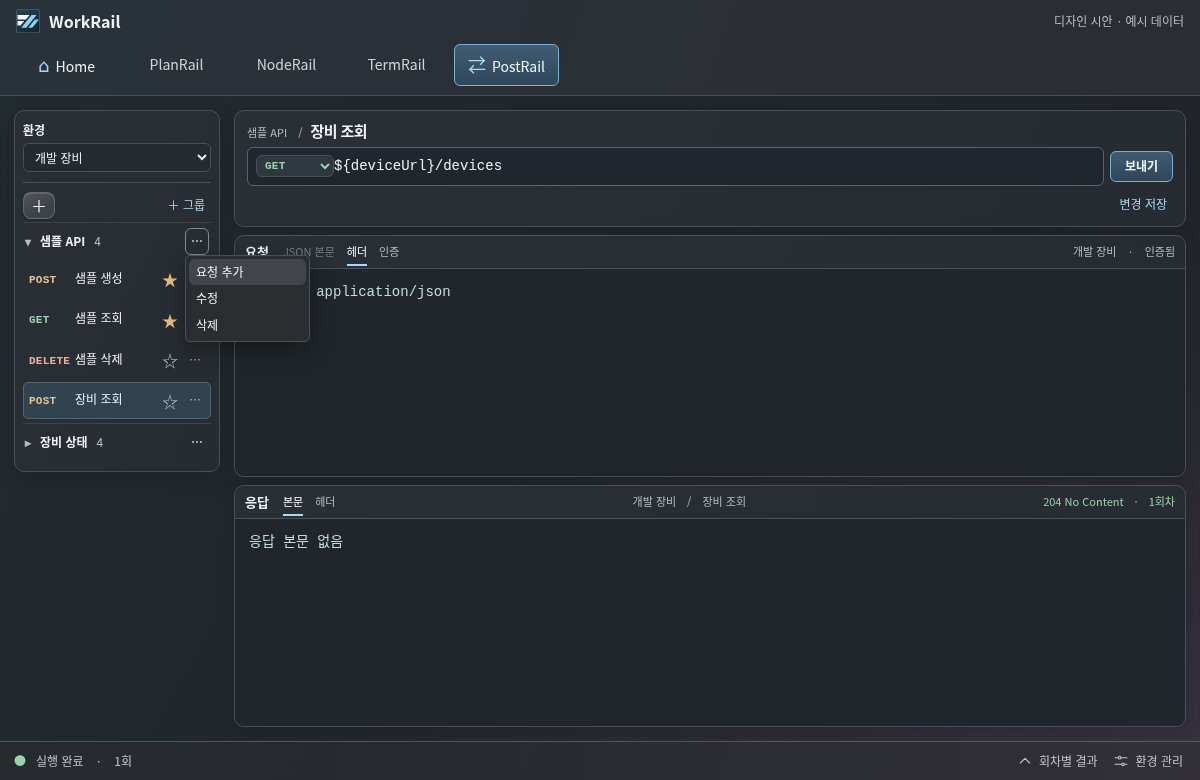 WorkRail
디자인 시안 · 예시 데이터
Home
PlanRail
NodeRail
TermRail
PostRail
환경
개발 장비
+
+ 그룹
샘플 API 4
POST 샘플 생성
GET 샘플 조회
DELETE 샘플 삭제
POST 장비 조회
장비 상태 4
요청 추가
수정
삭제
샘플 API / 장비 조회
GET ${deviceUrl}/devices
보내기
변경 저장
요청 JSON 본문 헤더 인증
개발 장비 · 인증됨
application/json
응답 본문 헤더
개발 장비 / 장비 조회
204 No Content · 1회차
응답 본문 없음
실행 완료 · 1회
회차별 결과
환경 관리